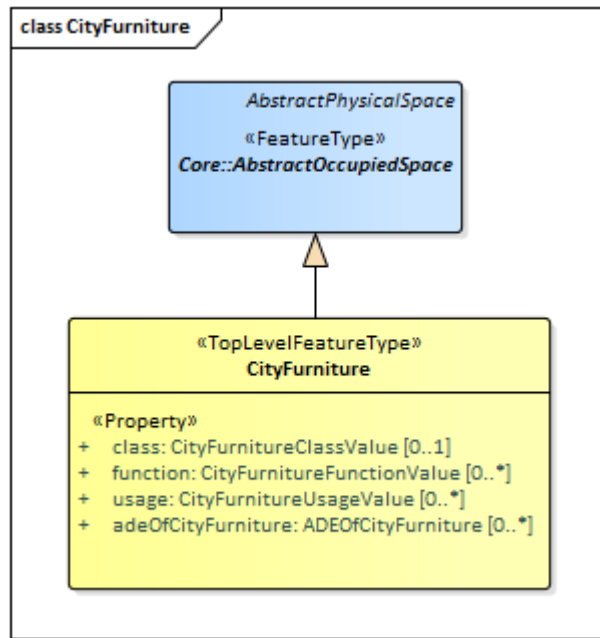 class CityFurniture
AbstractPhysicalSpace
«FeatureType»
Core::AbstractOccupiedSpace
«TopLevelFeatureType»
CityFurniture
«Property»
+ class: CityFurnitureClassValue [0..1]
+ function: CityFurnitureFunctionValue [0..*]
+ usage: CityFurnitureUsageValue [0..*]
+ adeOfCityFurniture: ADEOfCityFurniture [0..*]